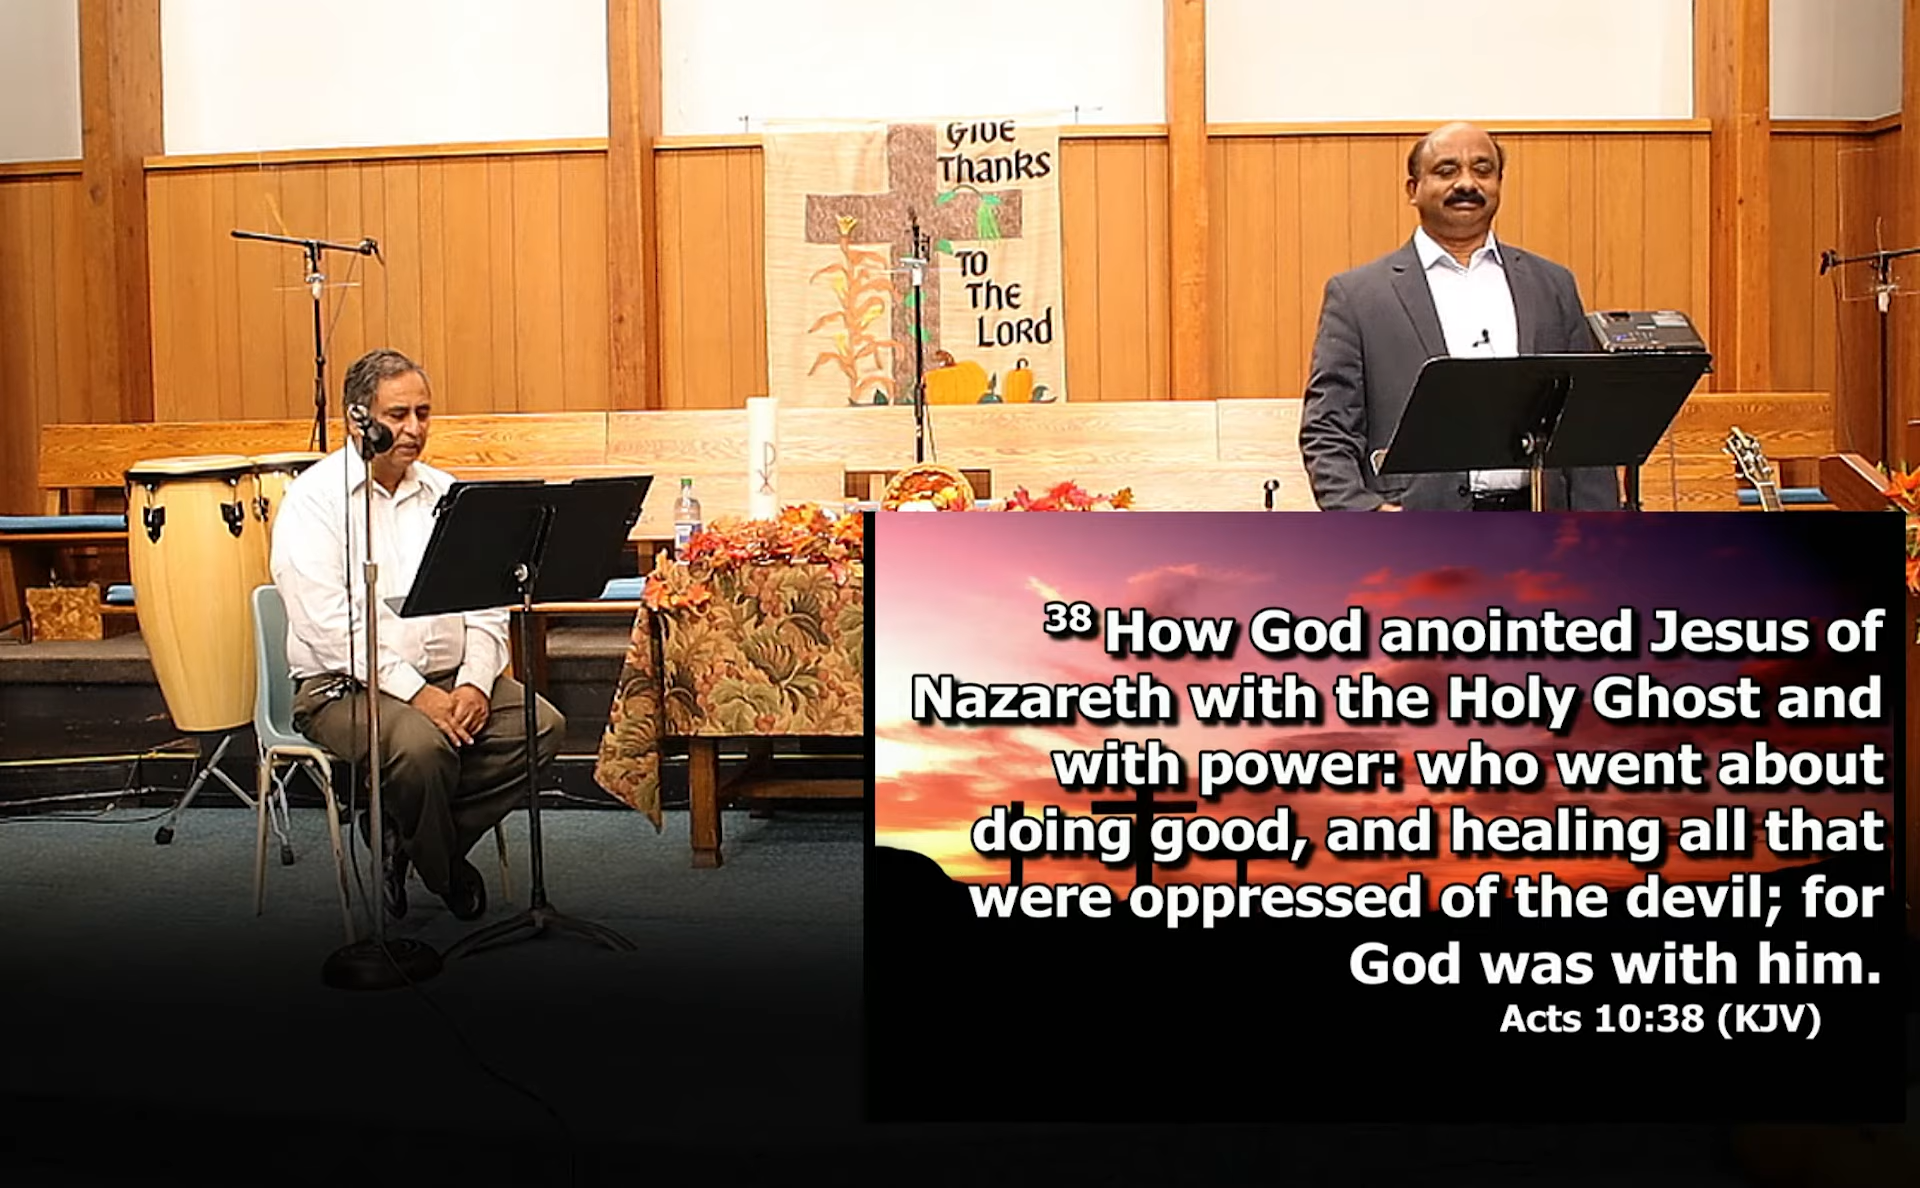 Give
Thanks
To
The
Lord
38 How God anointed Jesus of
Nazareth with the Holy Ghost and
with power: who went about
doing good, and healing all that
were oppressed of the devil; for
God was with him.
Acts 10:38 (KJV)